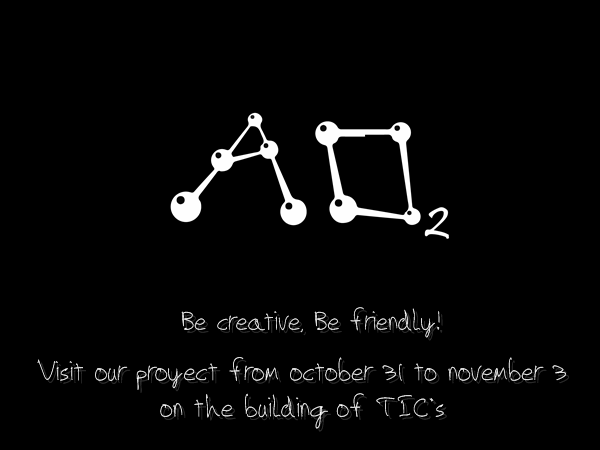 AO2
Be creative, Be friendly!
Visit our proyect from october 31 to november 3
on the building of TIC's